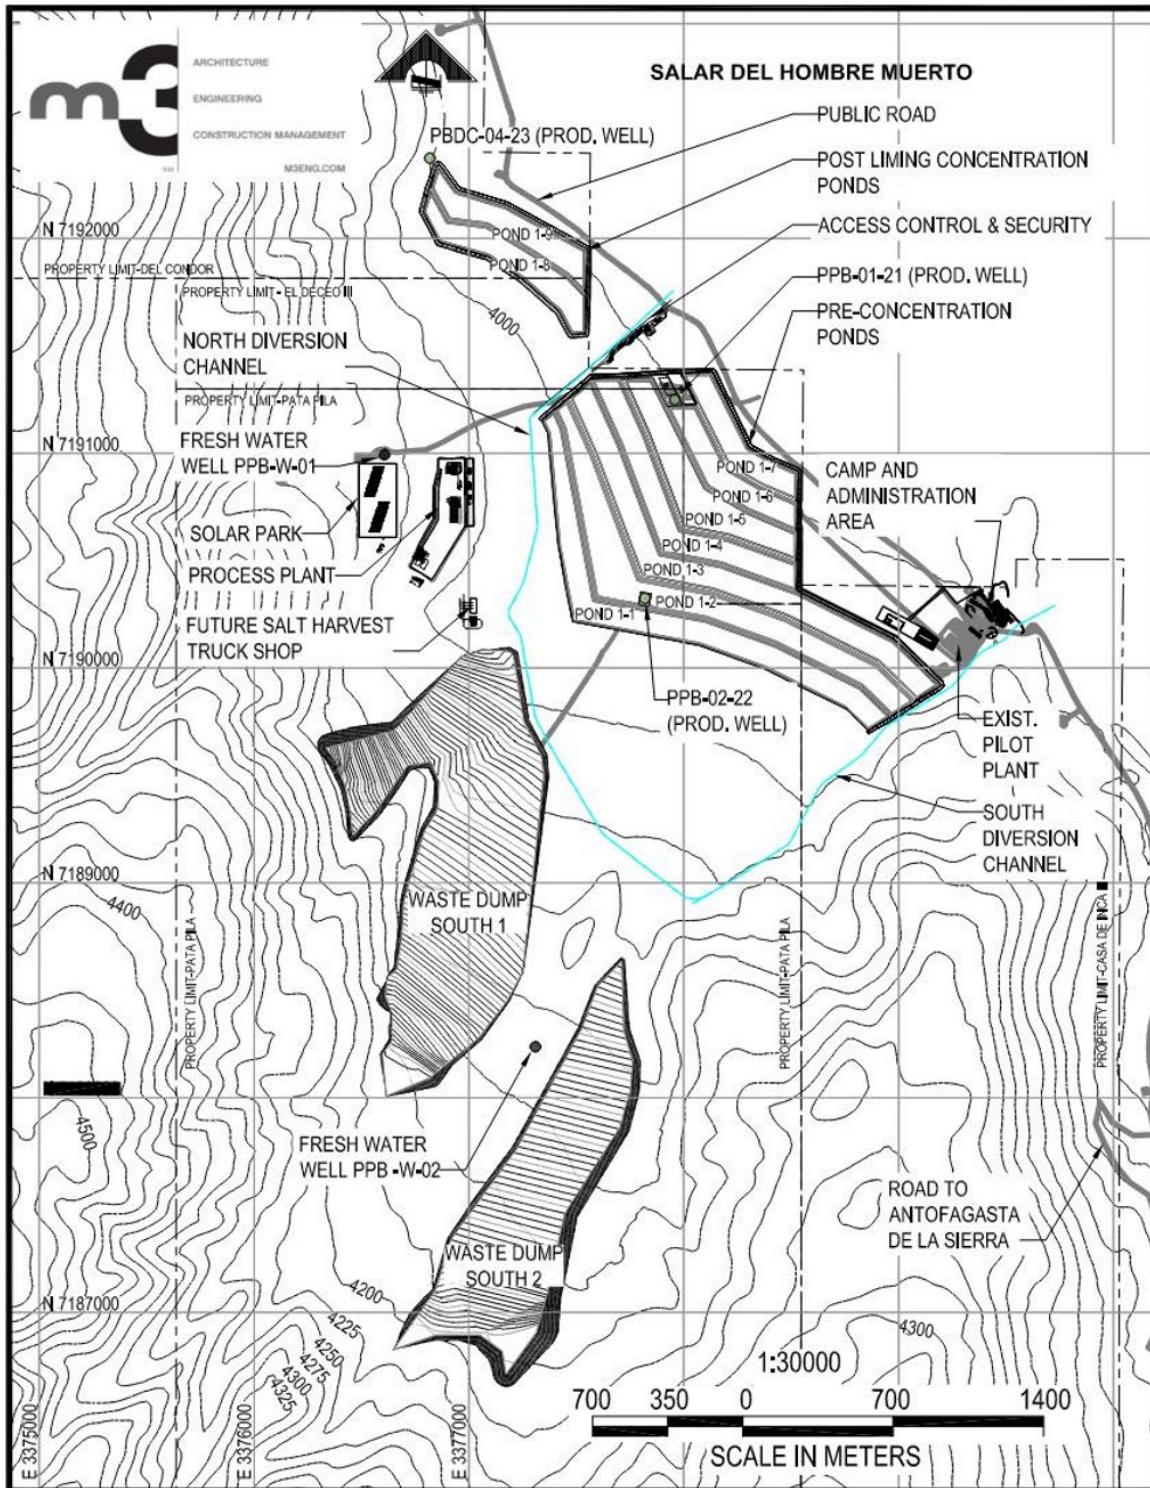 m3
ARCHITECTURE
ENGINEERING
CONSTRUCTION MANAGEMENT
M3ENG.COM
SALAR DEL HOMBRE MUERTO
PUBLIC ROAD
PBDC-04-23 (PROD. WELL)
POST LIMING CONCENTRATION
PONDS
ACCESS CONTROL & SECURITY
N 7192000
POND 1-9
POND 1-8
PROPERTY LIMIT-DEL CONDOR
PROPERTY LIMIT - EL DECEO III
PPB-01-21 (PROD. WELL)
PRE-CONCENTRATION
PONDS
4000
NORTH DIVERSION
CHANNEL
PROPERTY LIMIT-PATA PILA
N 7191000
FRESH WATER
WELL PPB-W-01
POND 1-7
POND 1-6
POND 1-5
POND 1-4
POND 1-3
POND 1-2
POND 1-1
CAMP AND
ADMINISTRATION
AREA
SOLAR PARK
PROCESS PLANT
FUTURE SALT HARVEST
TRUCK SHOP
N 7190000
PPB-02-22
(PROD. WELL)
EXIST.
PILOT
PLANT
SOUTH
DIVERSION
CHANNEL
N 7189000
4400
WASTE DUMP
SOUTH 1
PROPERTY LIMIT-PATA PILA
PROPERTY LIMIT-PATA PILA
PROPERTY LIMIT-CASA DE INCA
4500
FRESH WATER
WELL PPB -W-02
ROAD TO
ANTOFAGASTA
DE LA SIERRA
WASTE DUMP
SOUTH 2
N 7187000
4200
4225
4250
4275
4300
4325
4300
1:30000
700 350 0 700 1400
SCALE IN METERS
E 3375000
E 3376000
E 3377000